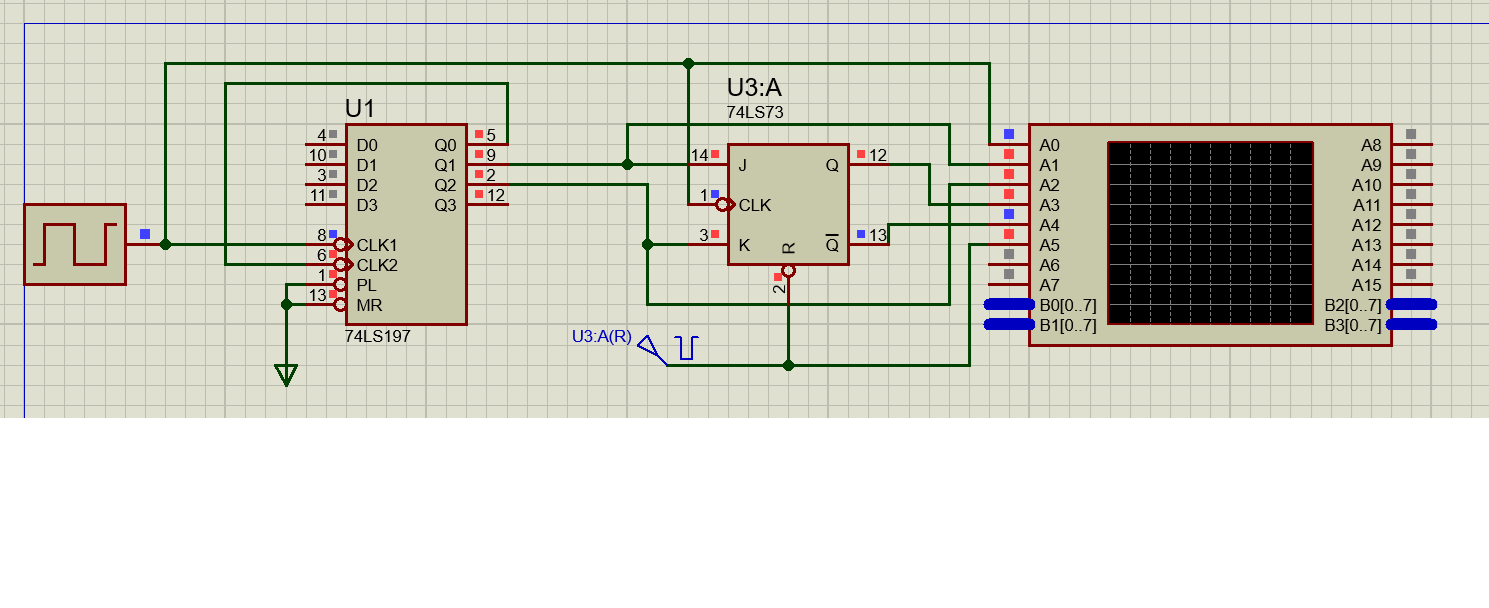 U1
4 D0 Q0 5
10 D1 Q1 9
3 D2 Q2 2
11 D3 Q3 12
8 CLK1
6 CLK2
1 PL
13 MR
74LS197
U3:A
74LS73
14 J Q 12
1 CLK
3 K Q 13
R
2
U3:A(R)
A0 A8
A1 A9
A2 A10
A3 A11
A4 A12
A5 A13
A6 A14
A7 A15
B0[0..7] B2[0..7]
B1[0..7] B3[0..7]